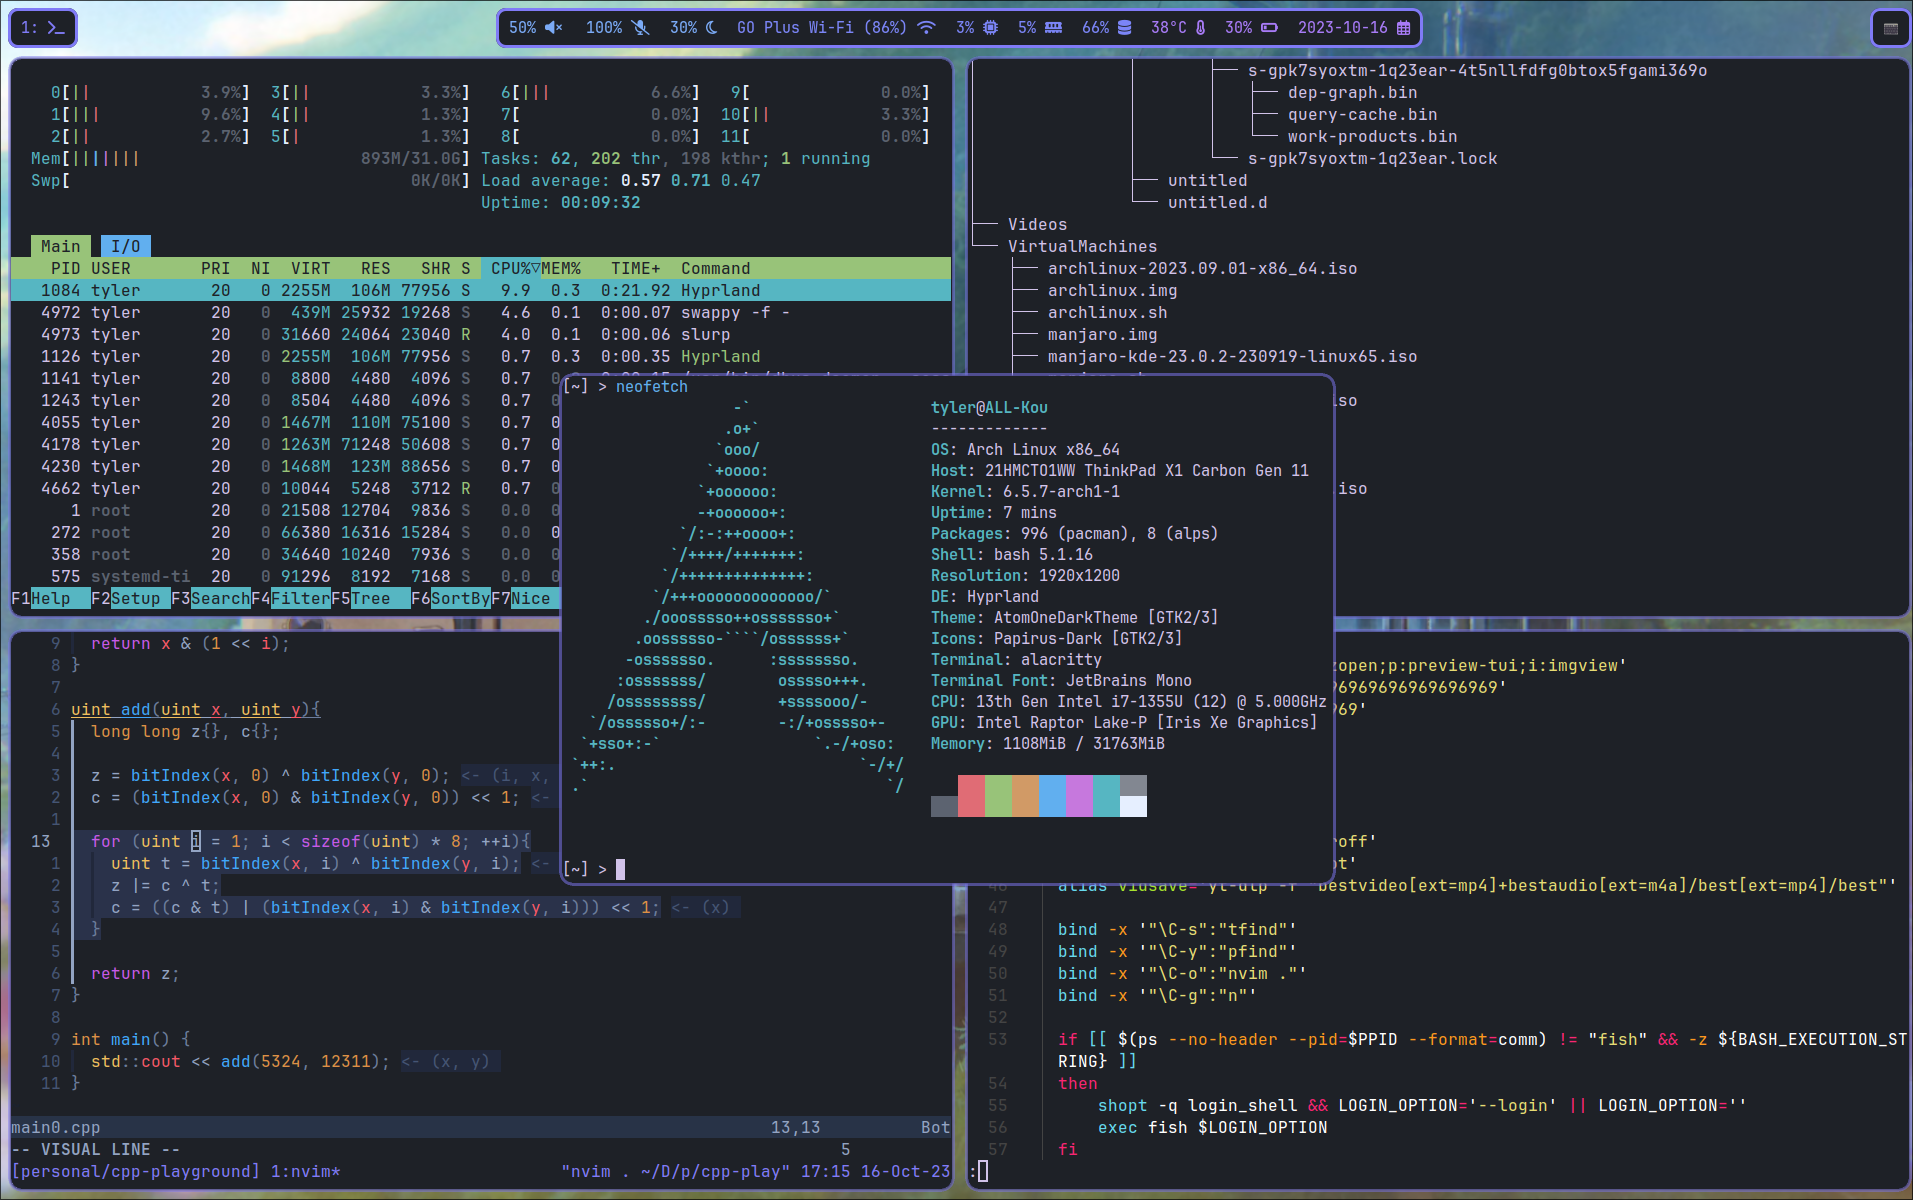 1:
50% 100% 30% GO Plus Wi-Fi (86%) 3% 5% 66% 38°C 30% 2023-10-16
0[|| 3.9%] 3[|| 3.3%] 6[||| 6.6%] 9[ 0.0%]
1[||| 9.6%] 4[|| 1.3%] 7[ 0.0%] 10[|| 3.3%]
2[|| 2.7%] 5[| 1.3%] 8[ 0.0%] 11[ 0.0%]
Mem[||||||| 893M/31.0G] Tasks: 62, 202 thr, 198 kthr; 1 running
Swp[ 0K/0K] Load average: 0.57 0.71 0.47
Uptime: 00:09:32
Main I/O
PID USER PRI NI VIRT RES SHR S CPU%▽MEM% TIME+ Command
1084 tyler 20 0 2255M 106M 77956 S 9.9 0.3 0:21.92 Hyprland
4972 tyler 20 0 439M 25932 19268 S 4.6 0.1 0:00.07 swappy -f -
4973 tyler 20 0 31660 24064 23040 R 4.0 0.1 0:00.06 slurp
1126 tyler 20 0 2255M 106M 77956 S 0.7 0.3 0:00.35 Hyprland
1141 tyler 20 0 8800 4480 4096 S 0.7
1243 tyler 20 0 8504 4480 4096 S 0.7
4055 tyler 20 0 1467M 110M 75100 S 0.7
4178 tyler 20 0 1263M 71248 50608 S 0.7
4230 tyler 20 0 1468M 123M 88656 S 0.7
4662 tyler 20 0 10044 5248 3712 R 0.7
1 root 20 0 21508 12704 9836 S 0.0
272 root 20 0 66380 16316 15284 S 0.0
358 root 20 0 34640 10240 7936 S 0.0
575 systemd-ti 20 0 91296 8192 7168 S 0.0
F1Help F2Setup F3SearchF4FilterF5Tree F6SortByF7Nice
s-gpk7syoxtm-1q23ear-4t5nllfdfg0btox5fgami369o
dep-graph.bin
query-cache.bin
work-products.bin
s-gpk7syoxtm-1q23ear.lock
untitled
untitled.d
Videos
VirtualMachines
archlinux-2023.09.01-x86_64.iso
archlinux.img
archlinux.sh
manjaro.img
manjaro-kde-23.0.2-230919-linux65.iso
so
iso
[~] > neofetch
-`
.o+`
`ooo/
`+oooo:
`+oooooo:
-+oooooo+:
`/:-:++oooo+:
`/++++/+++++++:
`/++++++++++++++:
`/+++ooooooooooooo/`
./ooosssso++osssssso+`
.oossssso-````/ossssss+`
-osssssso. :ssssssso.
:osssssss/ osssso+++.
/ossssssss/ +ssssooo/-
`/ossssso+/:- -:/+osssso+-
`+sso+:-` `.-/+oso:
`++:. `-/+/
.` `/
tyler@ALL-Kou
-------------
OS: Arch Linux x86_64
Host: 21HMCTO1WW ThinkPad X1 Carbon Gen 11
Kernel: 6.5.7-arch1-1
Uptime: 7 mins
Packages: 996 (pacman), 8 (alps)
Shell: bash 5.1.16
Resolution: 1920x1200
DE: Hyprland
Theme: AtomOneDarkTheme [GTK2/3]
Icons: Papirus-Dark [GTK2/3]
Terminal: alacritty
Terminal Font: JetBrains Mono
CPU: 13th Gen Intel i7-1355U (12) @ 5.000GHz
GPU: Intel Raptor Lake-P [Iris Xe Graphics]
Memory: 1108MiB / 31763MiB
[~] >
9 return x & (1 << i);
8 }
7
6 uint add(uint x, uint y){
5 long long z{}, c{};
4
3 z = bitIndex(x, 0) ^ bitIndex(y, 0); <- (i, x,
2 c = (bitIndex(x, 0) & bitIndex(y, 0)) << 1; <-
1
13 for (uint i = 1; i < sizeof(uint) * 8; ++i){
1 uint t = bitIndex(x, i) ^ bitIndex(y, i); <-
2 z |= c ^ t;
3 c = ((c & t) | (bitIndex(x, i) & bitIndex(y, i))) << 1; <- (x)
4 }
5
6 return z;
7 }
8
9 int main() {
10 std::cout << add(5324, 12311); <- (x, y)
11 }
main0.cpp 13,13 Bot
-- VISUAL LINE -- 5
[personal/cpp-playground] 1:nvim* "nvim . ~/D/p/cpp-play" 17:15 16-Oct-23
open;p:preview-tui;i:imgview'
969696969696969'
69'
off'
t'
alias vidsave='yt-dlp -f "bestvideo[ext=mp4]+bestaudio[ext=m4a]/best[ext=mp4]/best"'
47
48 bind -x '"\C-s":"tfind"'
49 bind -x '"\C-y":"pfind"'
50 bind -x '"\C-o":"nvim ."'
51 bind -x '"\C-g":"n"'
52
53 if [[ $(ps --no-header --pid=$PPID --format=comm) != "fish" && -z ${BASH_EXECUTION_ST
RING} ]]
54 then
55 shopt -q login_shell && LOGIN_OPTION='--login' || LOGIN_OPTION=''
56 exec fish $LOGIN_OPTION
57 fi
: